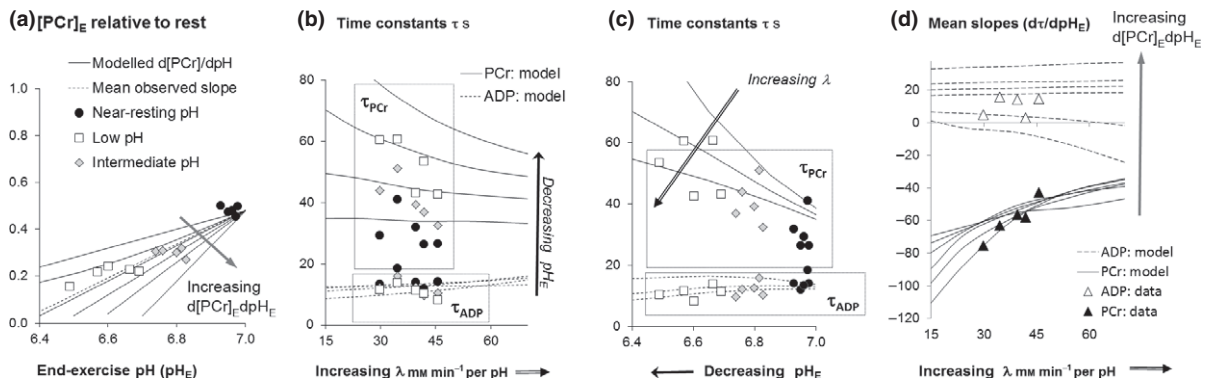 (a) [PCr]E relative to rest
Modelled d[PCr]/dpH
Mean observed slope
Near-resting pH
Low pH
Intermediate pH
1.0
0.8
0.6
0.4
0.2
0.0
Increasing
d[PCr]EdpHE
6.4 6.6 6.8 7.0
End-exercise pH (pHE)
(b) Time constants τ s
PCr: model
ADP: model
80
60
40
20
0
τPCr
τADP
Decreasing pHE
15 30 45 60
Increasing λ mM min−1 per pH
(c) Time constants τ s
Increasing λ
80
60
40
20
0
τPCr
τADP
6.4 6.6 6.8 7.0
Decreasing pHE
(d) Mean slopes (dτ/dpHE)
Increasing
d[PCr]EdpHE
40
20
0
−20
−40
−60
−80
−100
−120
ADP: model
PCr: model
ADP: data
PCr: data
15 30 45 60
Increasing λ mM min−1 per pH